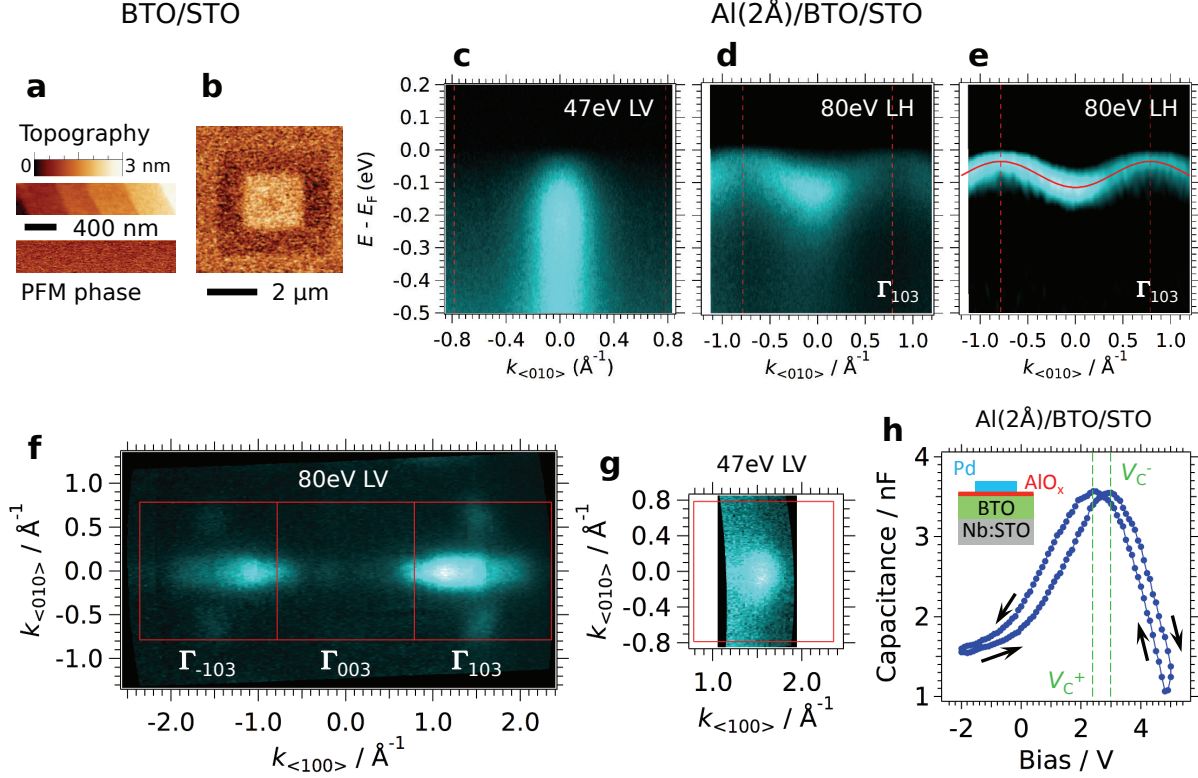 BTO/STO
Al(2Å)/BTO/STO
a
Topography
0 3 nm
400 nm
PFM phase
b
2 µm
c
47eV LV
0.2
0.1
0.0
-0.1
-0.2
-0.3
-0.4
-0.5
E - EF (eV)
-0.8 -0.4 0.0 0.4 0.8
k<010> (Å-1)
d
80eV LH
Γ103
-1.0 -0.5 0.0 0.5 1.0
k<010> / Å-1
e
80eV LH
Γ103
-1.0 -0.5 0.0 0.5 1.0
k<010> / Å-1
f
80eV LV
1.0
0.5
0.0
-0.5
-1.0
k<010> / Å-1
Γ-103 Γ003 Γ103
-2.0 -1.0 0.0 1.0 2.0
k<100> / Å-1
g
47eV LV
0.8
0.4
0.0
-0.4
-0.8
k<010> / Å-1
1.0 2.0
k<100> / Å-1
Al(2Å)/BTO/STO
h
4
3
2
1
Capacitance / nF
Pd
AlOx
BTO
Nb:STO
VC-
VC+
-2 0 2 4
Bias / V